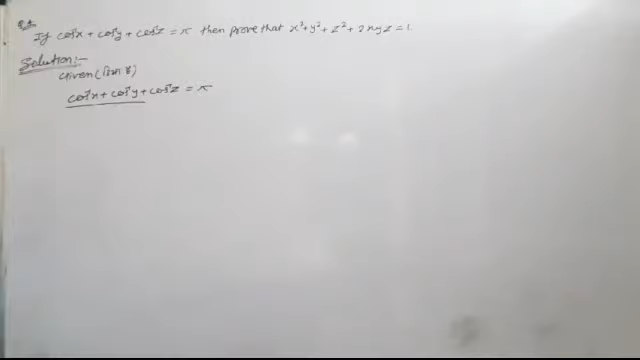 If cos⁻¹x + cos⁻¹y + cos⁻¹z = π then prove that x²+y²+z²+2xyz=1.
Solution:-
Given (दिया है)
cos⁻¹x + cos⁻¹y + cos⁻¹z = π